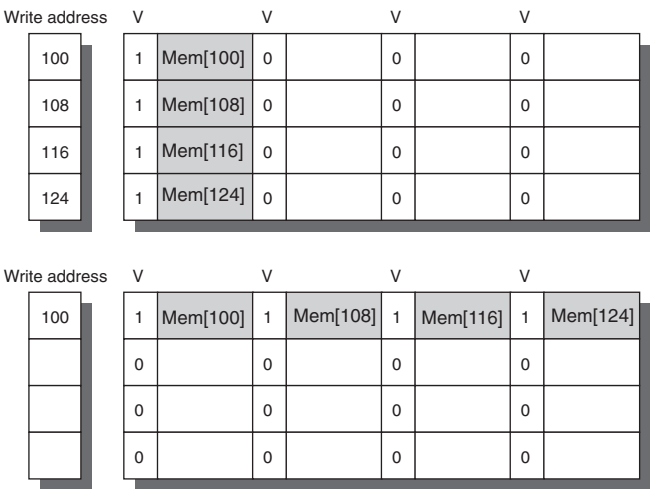 Write address V V V V
100 1 Mem[100] 0 0 0
108 1 Mem[108] 0 0 0
116 1 Mem[116] 0 0 0
124 1 Mem[124] 0 0 0
Write address V V V V
100 1 Mem[100] 1 Mem[108] 1 Mem[116] 1 Mem[124]
0 0 0 0
0 0 0 0
0 0 0 0